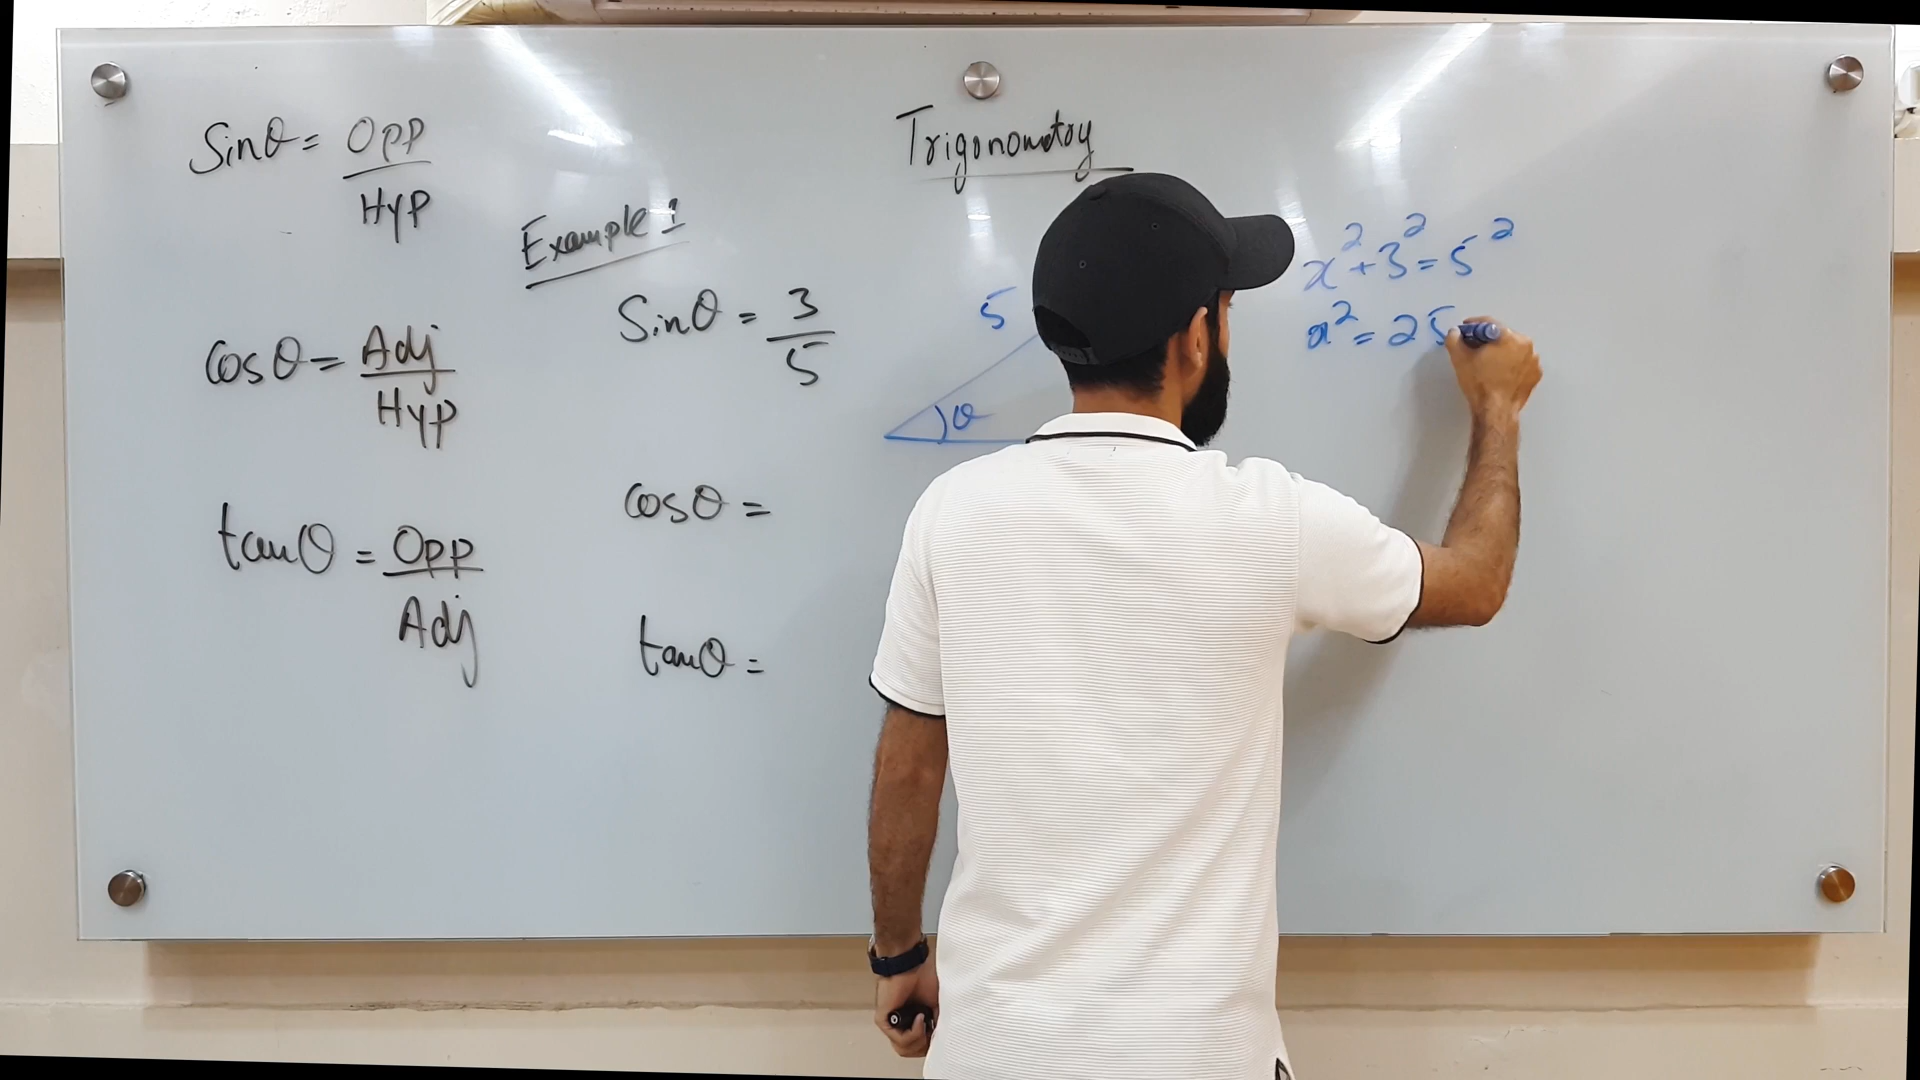 Trigonometry
Sinθ = Opp
Hyp
cosθ = Adj
Hyp
tanθ = Opp
Adj
Example 1
Sinθ = 3
5
cosθ =
tanθ =
5
θ
x² + 3² = 5²
x² = 25